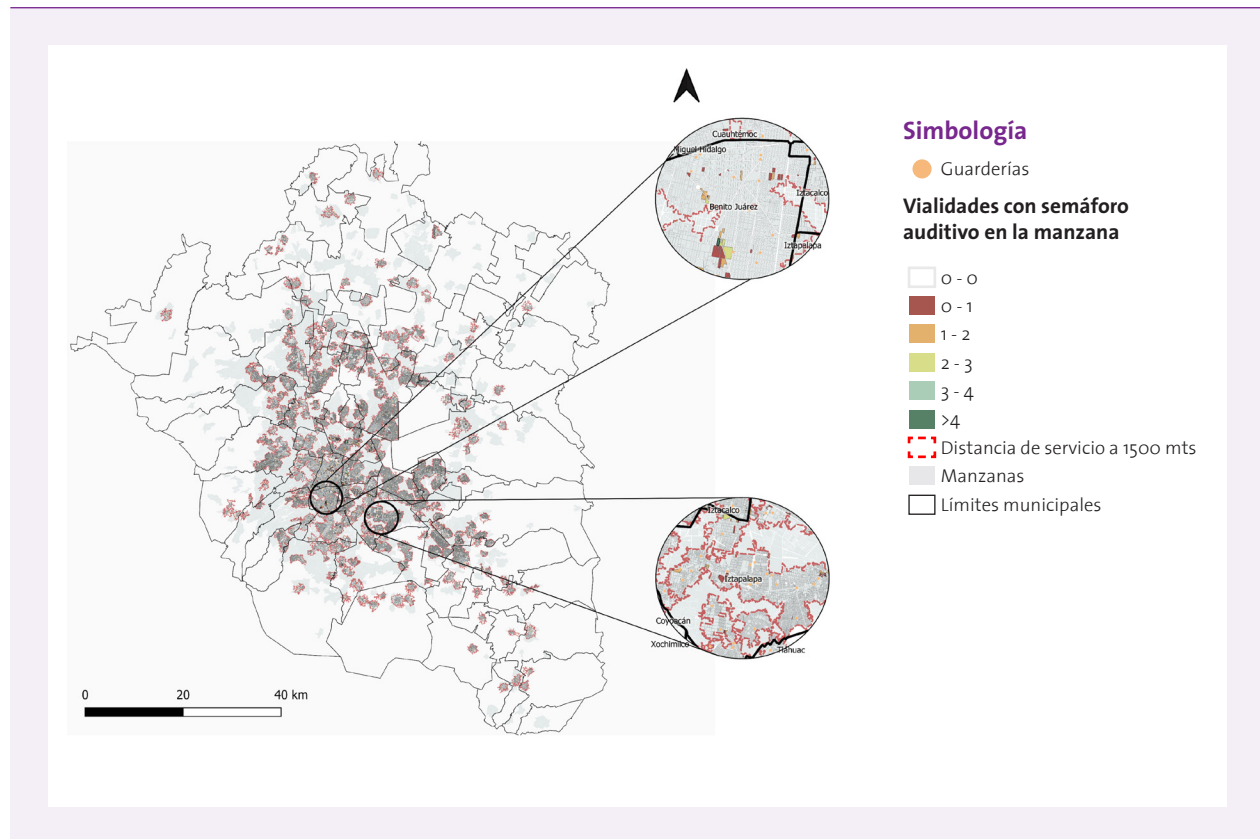 Cuauhtémoc
Miguel Hidalgo
Iztacalco
Benito Juárez
Iztapalapa
Iztacalco
Iztapalapa
Coyoacán
Xochimilco
Tláhuac
0 20 40 km
Simbología
Guarderías
Vialidades con semáforo
auditivo en la manzana
0 - 0
0 - 1
1 - 2
2 - 3
3 - 4
>4
Distancia de servicio a 1500 mts
Manzanas
Límites municipales